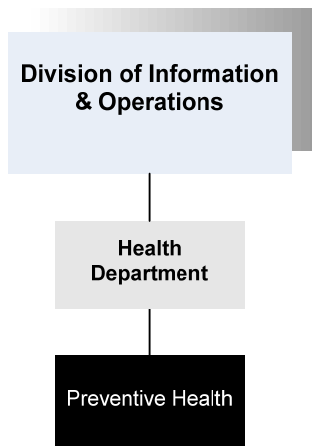 Division of Information
& Operations
Health
Department
Preventive Health